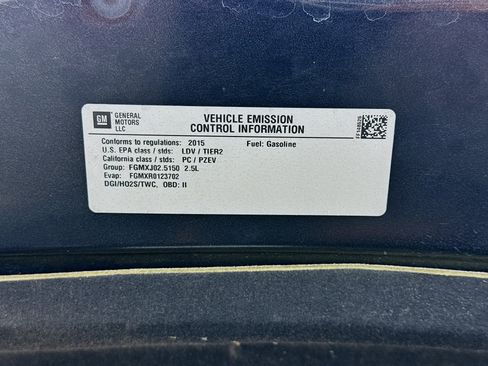 GM
GENERAL
MOTORS
LLC
VEHICLE EMISSION
CONTROL INFORMATION
Conforms to regulations: 2015 Fuel: Gasoline
U.S. EPA class / stds: LDV / TIER2
California class / stds: PC / PZEV
Group: FGMXJ02.5150 2.5L
Evap: FGMXR0123702
DGI/HO2S/TWC, OBD: II